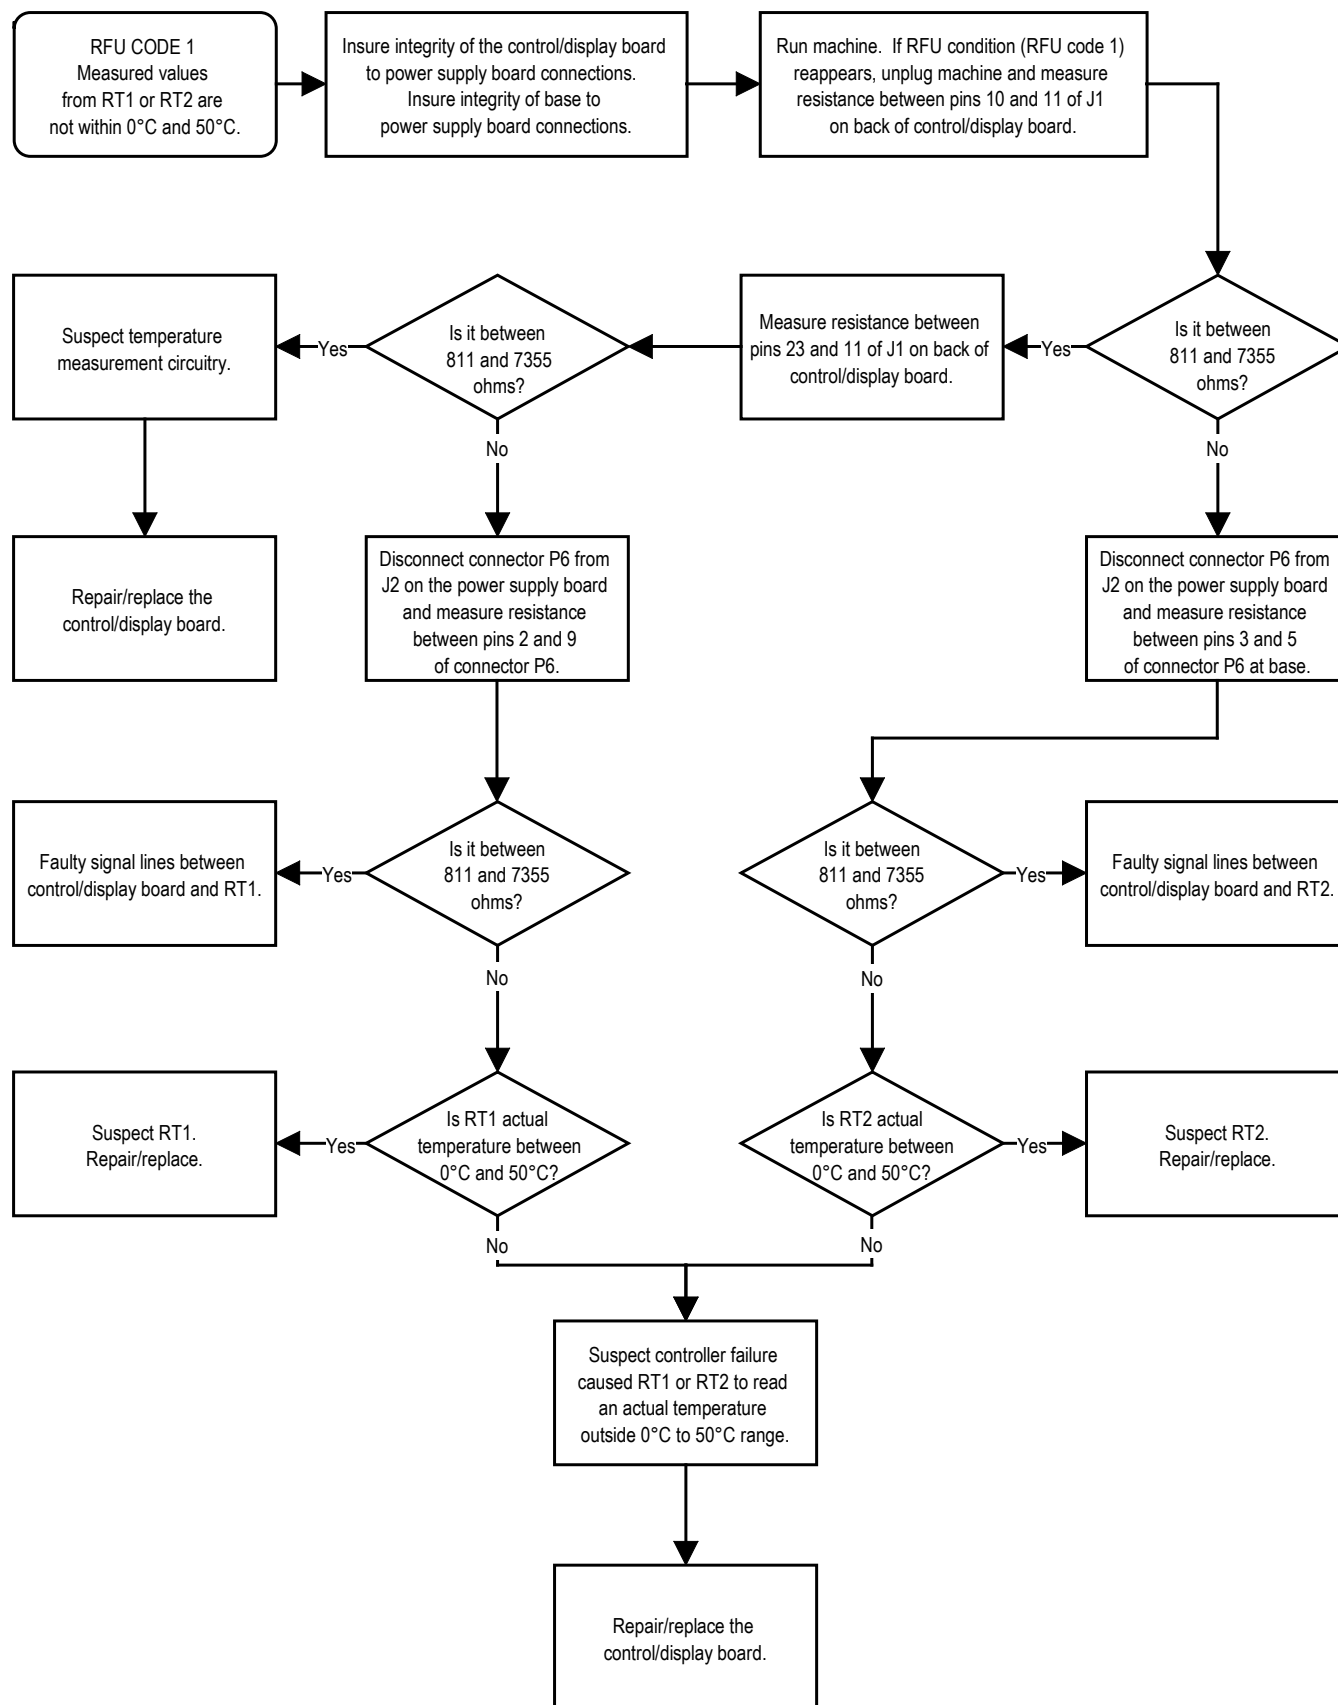 RFU CODE 1
Measured values
from RT1 or RT2 are
not within 0°C and 50°C.
Insure integrity of the control/display board
to power supply board connections.
Insure integrity of base to
power supply board connections.
Run machine. If RFU condition (RFU code 1)
reappears, unplug machine and measure
resistance between pins 10 and 11 of J1
on back of control/display board.
Suspect temperature
measurement circuitry.
Yes
Is it between
811 and 7355
ohms?
Measure resistance between
pins 23 and 11 of J1 on back of
control/display board.
Yes
Is it between
811 and 7355
ohms?
No
No
Repair/replace the
control/display board.
Disconnect connector P6 from
J2 on the power supply board
and measure resistance
between pins 2 and 9
of connector P6.
Disconnect connector P6 from
J2 on the power supply board
and measure resistance
between pins 3 and 5
of connector P6 at base.
Faulty signal lines between
control/display board and RT1.
Yes
Is it between
811 and 7355
ohms?
Is it between
811 and 7355
ohms?
Yes
Faulty signal lines between
control/display board and RT2.
No
No
Suspect RT1.
Repair/replace.
Yes
Is RT1 actual
temperature between
0°C and 50°C?
Is RT2 actual
temperature between
0°C and 50°C?
Yes
Suspect RT2.
Repair/replace.
No
No
Suspect controller failure
caused RT1 or RT2 to read
an actual temperature
outside 0°C to 50°C range.
Repair/replace the
control/display board.